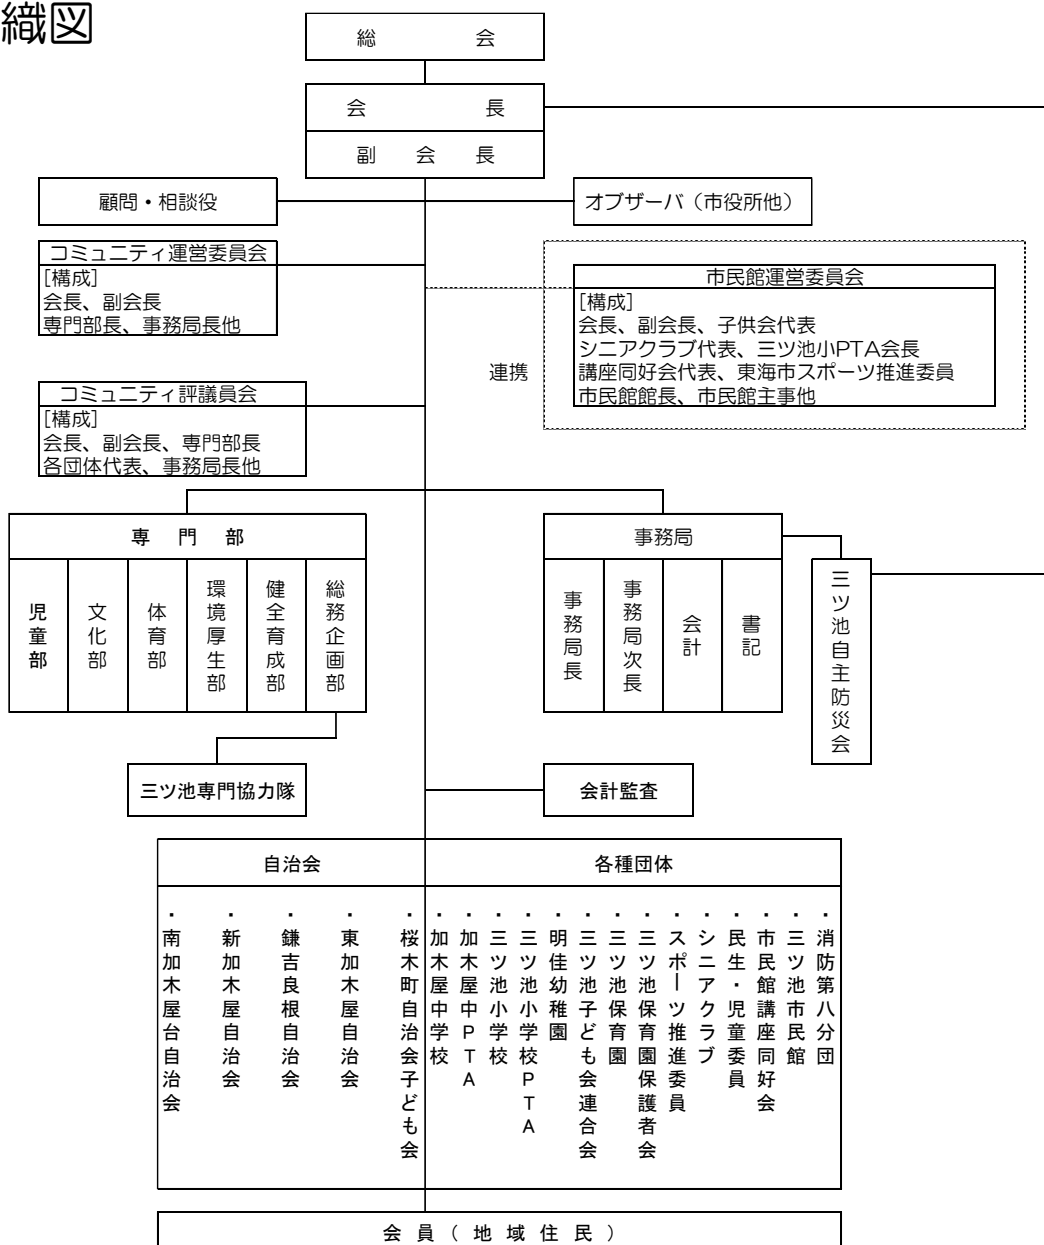 織図
総会
会長
副会長
顧問・相談役
オブザーバ（市役所他）
コミュニティ運営委員会
[構成]
会長、副会長
専門部長、事務局長他
市民館運営委員会
[構成]
会長、副会長、子供会代表
シニアクラブ代表、三ツ池小PTA会長
講座同好会代表、東海市スポーツ推進委員
市民館館長、市民館主事他
連携
コミュニティ評議員会
[構成]
会長、副会長、専門部長
各団体代表、事務局長他
専門部
児童部
文化部
体育部
環境厚生部
健全育成部
総務企画部
事務局
事務局長
事務局次長
会計
書記
三ツ池自主防災会
三ツ池専門協力隊
会計監査
自治会
各種団体
・南加木屋台自治会
・新加木屋自治会
・鎌吉良根自治会
・東加木屋自治会
・桜木町自治会子ども会
・加木屋中学校
・加木屋中PTA
・三ツ池小学校
・三ツ池小学校PTA
・明佳幼稚園
・三ツ池子ども会連合会
・三ツ池保育園
・三ツ池保育園保護者会
・スポーツ推進委員
・シニアクラブ
・民生・児童委員
・市民館講座同好会
・三ツ池市民館
・消防第八分団
会員(地域住民)